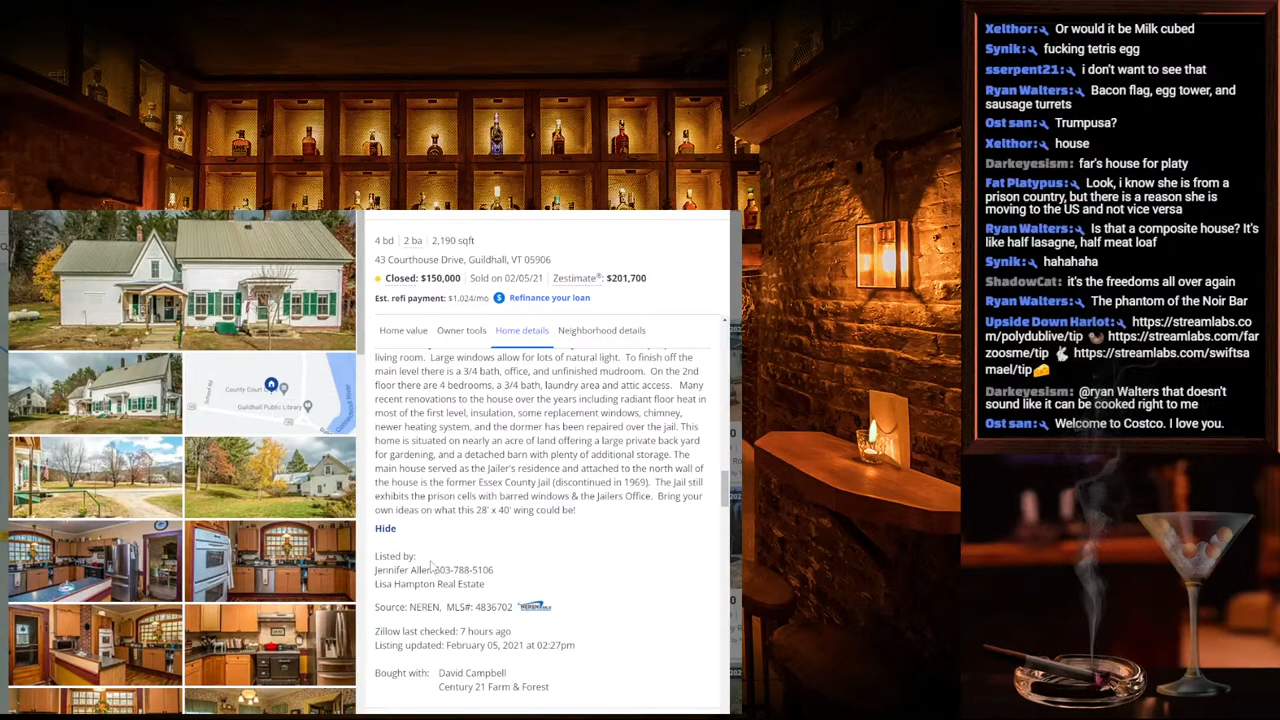 4 bd
2 ba
2,190 sqft
43 Courthouse Drive, Guildhall, VT 05906
Closed: $150,000
Sold on 02/05/21
Zestimate®: $201,700
Est. refi payment: $1,024/mo
$ Refinance your loan
Home value
Owner tools
Home details
Neighborhood details
living room. Large windows allow for lots of natural light. To finish off the
main level there is a 3/4 bath, office, and unfinished mudroom. On the 2nd
floor there are 4 bedrooms, a 3/4 bath, laundry area and attic access. Many
recent renovations to the house over the years including radiant floor heat in
most of the first level, insulation, some replacement windows, chimney,
newer heating system, and the dormer has been repaired over the jail. This
home is situated on nearly an acre of land offering a large private back yard
for gardening, and a detached barn with plenty of additional storage. The
main house served as the Jailer's residence and attached to the north wall of
the house is the former Essex County Jail (discontinued in 1969). The Jail still
exhibits the prison cells with barred windows & the Jailers Office. Bring your
own ideas on what this 28' x 40' wing could be!
Hide
Listed by:
Jennifer Allen 603-788-5106
Lisa Hampton Real Estate
Source: NEREN, MLS#: 4836702
Zillow last checked: 7 hours ago
Listing updated: February 05, 2021 at 02:27pm
Bought with: David Campbell
Century 21 Farm & Forest
County Court
Guildhall Public Library
Xelthor: Or would it be Milk cubed
Synik: fucking tetris egg
sserpent21: i don't want to see that
Ryan Walters: Bacon flag, egg tower, and
sausage turrets
Ost san: Trumpusa?
Xelthor: house
Darkeyesism: far's house for platy
Fat Platypus: Look, i know she is from a
prison country, but there is a reason she is
moving to the US and not vice versa
Ryan Walters: Is that a composite house? It's
like half lasagne, half meat loaf
Synik: hahahaha
ShadowCat: it's the freedoms all over again
Ryan Walters: The phantom of the Noir Bar
Upside Down Harlot: https://streamlabs.co
m/polydublive/tip https://streamlabs.com/far
zoosme/tip https://streamlabs.com/swiftsa
mael/tip
Darkeyesism: @ryan Walters that doesn't
sound like it can be cooked right to me
Ost san: Welcome to Costco. I love you.